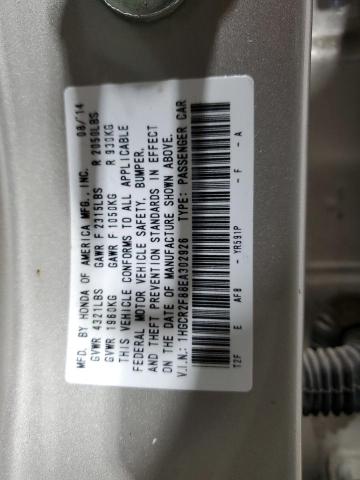 MFD. BY HONDA OF AMERICA MFG., INC. 08/14
GVWR 4321LBS GAWR F 2315LBS R 2050LBS
GVWR 1960KG GAWR F 1050KG R 930KG
THIS VEHICLE CONFORMS TO ALL APPLICABLE
FEDERAL MOTOR VEHICLE SAFETY, BUMPER,
AND THEFT PREVENTION STANDARDS IN EFFECT
ON THE DATE OF MANUFACTURE SHOWN ABOVE.
V.I.N.: 1HGCR2F88EA302926 TYPE: PASSENGER CAR
T2F E AF8 - YR591P - F - A